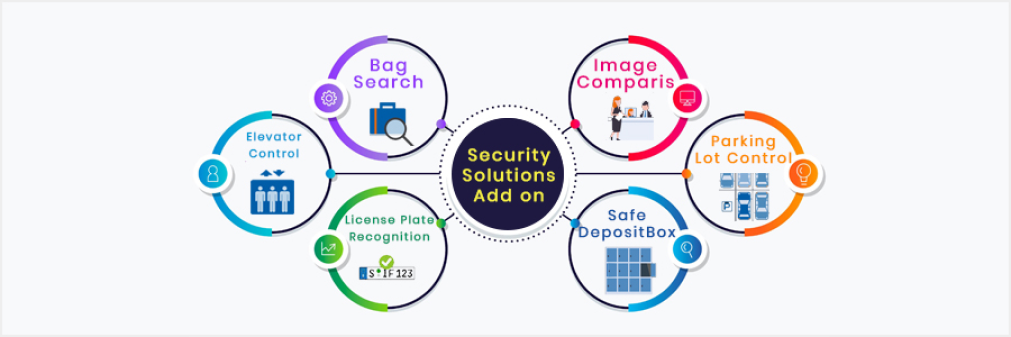 Bag
Search
Image
Comparis
Elevator
Control
Security
Solutions
Add on
Parking
Lot Control
License Plate
Recognition
Safe
DepositBox
P
IF 123